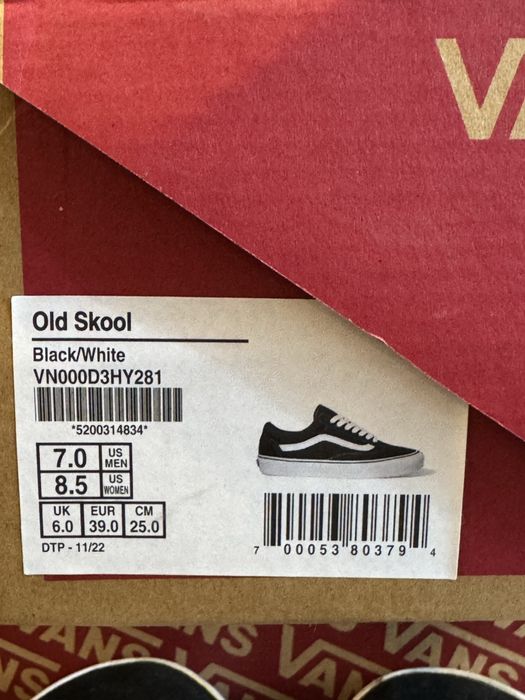 VA
Old Skool
Black/White
VN000D3HY281
*5200314834*
7.0 US MEN
8.5 US WOMEN
UK EUR CM
6.0 39.0 25.0
DTP - 11/22
7 00053 80379 4
VANS VANS VANS VANS